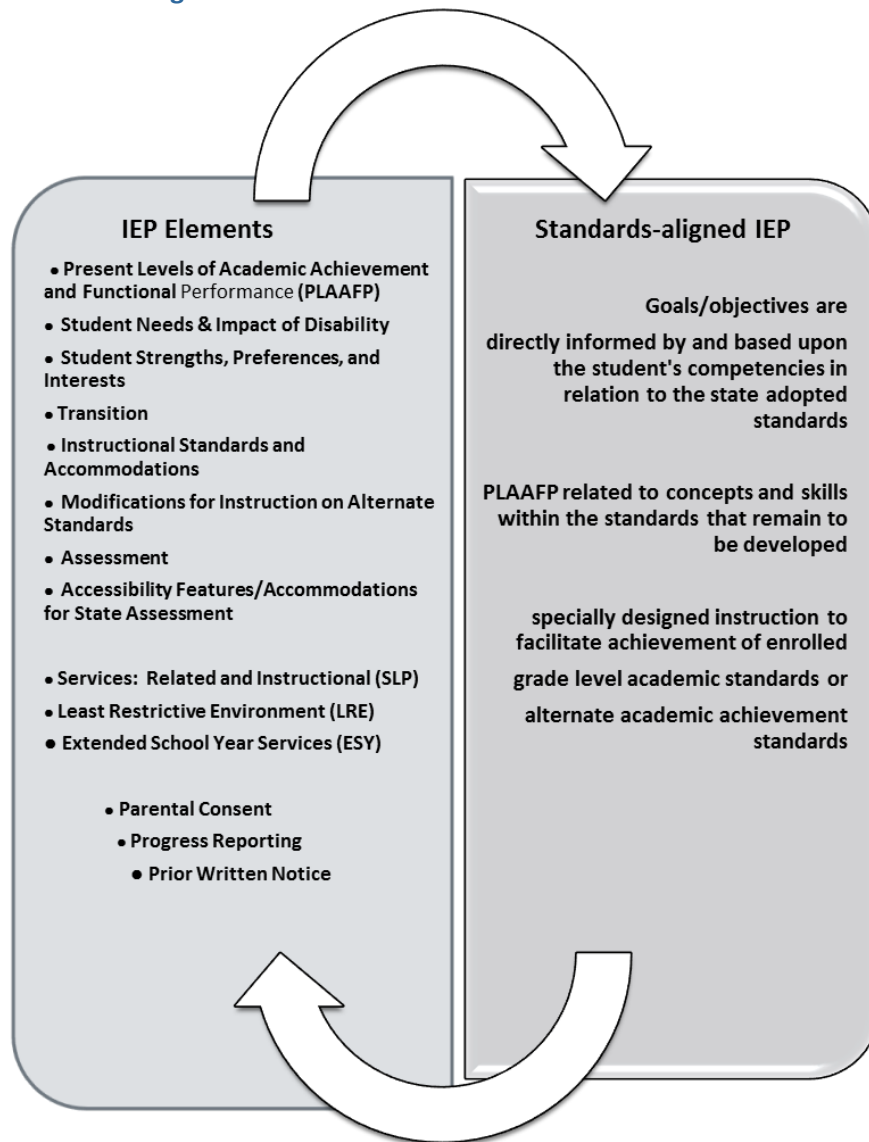 IEP Elements
• Present Levels of Academic Achievement
and Functional Performance (PLAAFP)
• Student Needs & Impact of Disability
• Student Strengths, Preferences, and
Interests
• Transition
• Instructional Standards and
Accommodations
• Modifications for Instruction on Alternate
Standards
• Assessment
• Accessibility Features/Accommodations
for State Assessment
• Services: Related and Instructional (SLP)
• Least Restrictive Environment (LRE)
• Extended School Year Services (ESY)
• Parental Consent
• Progress Reporting
• Prior Written Notice
Standards-aligned IEP
Goals/objectives are
directly informed by and based upon
the student's competencies in
relation to the state adopted
standards
PLAAFP related to concepts and skills
within the standards that remain to
be developed
specially designed instruction to
facilitate achievement of enrolled
grade level academic standards or
alternate academic achievement
standards